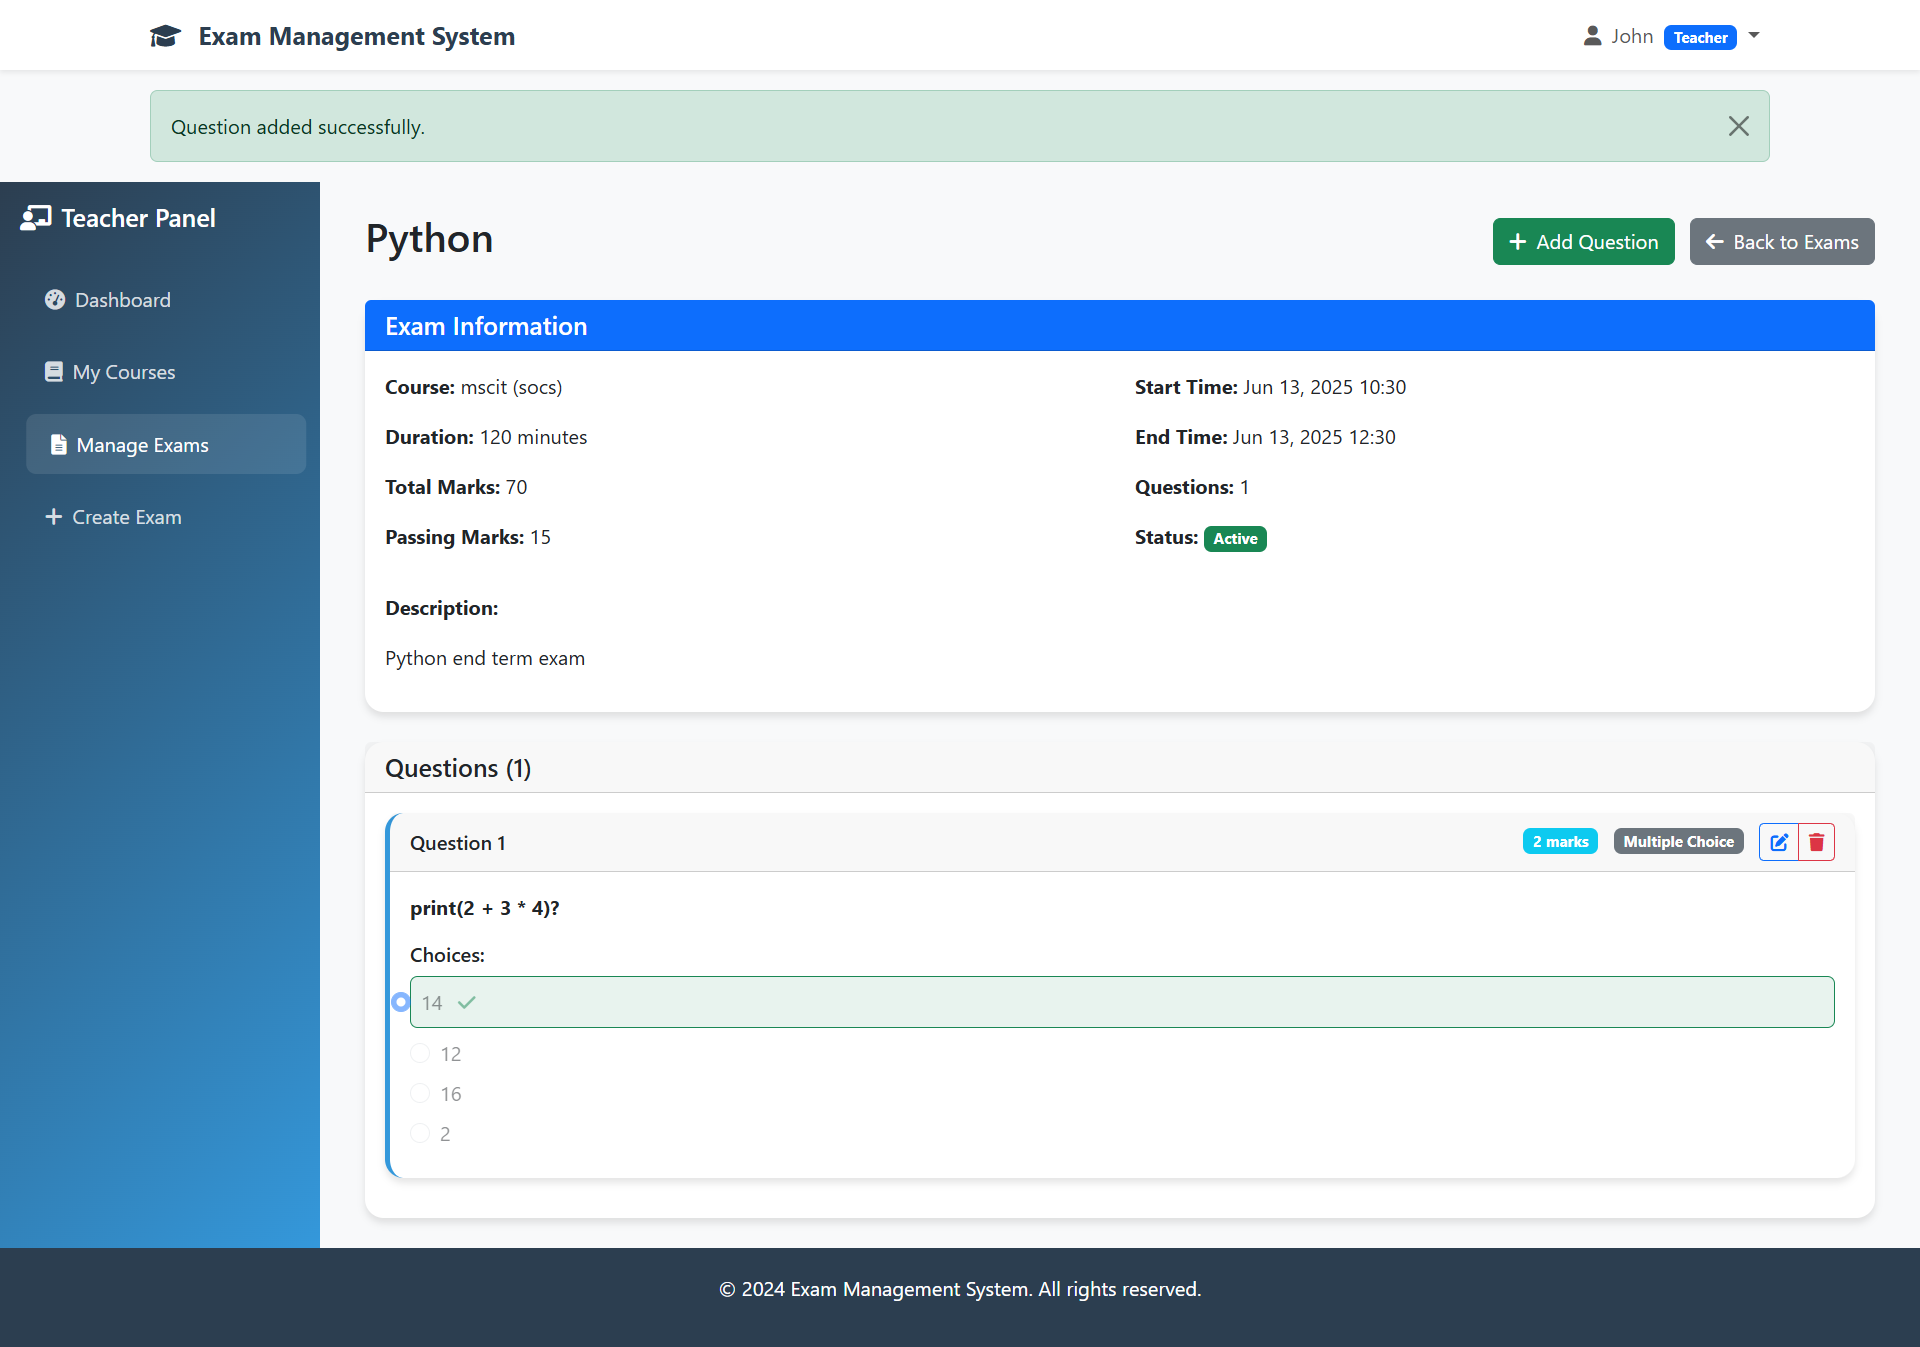 Exam Management System
John Teacher
Question added successfully.
Teacher Panel
Dashboard
My Courses
Manage Exams
Create Exam
Python
Add Question
Back to Exams
Exam Information
Course: mscit (socs)
Duration: 120 minutes
Total Marks: 70
Passing Marks: 15
Start Time: Jun 13, 2025 10:30
End Time: Jun 13, 2025 12:30
Questions: 1
Status: Active
Description:
Python end term exam
Questions (1)
Question 1
2 marks
Multiple Choice
print(2 + 3 * 4)?
Choices:
14
12
16
2
© 2024 Exam Management System. All rights reserved.